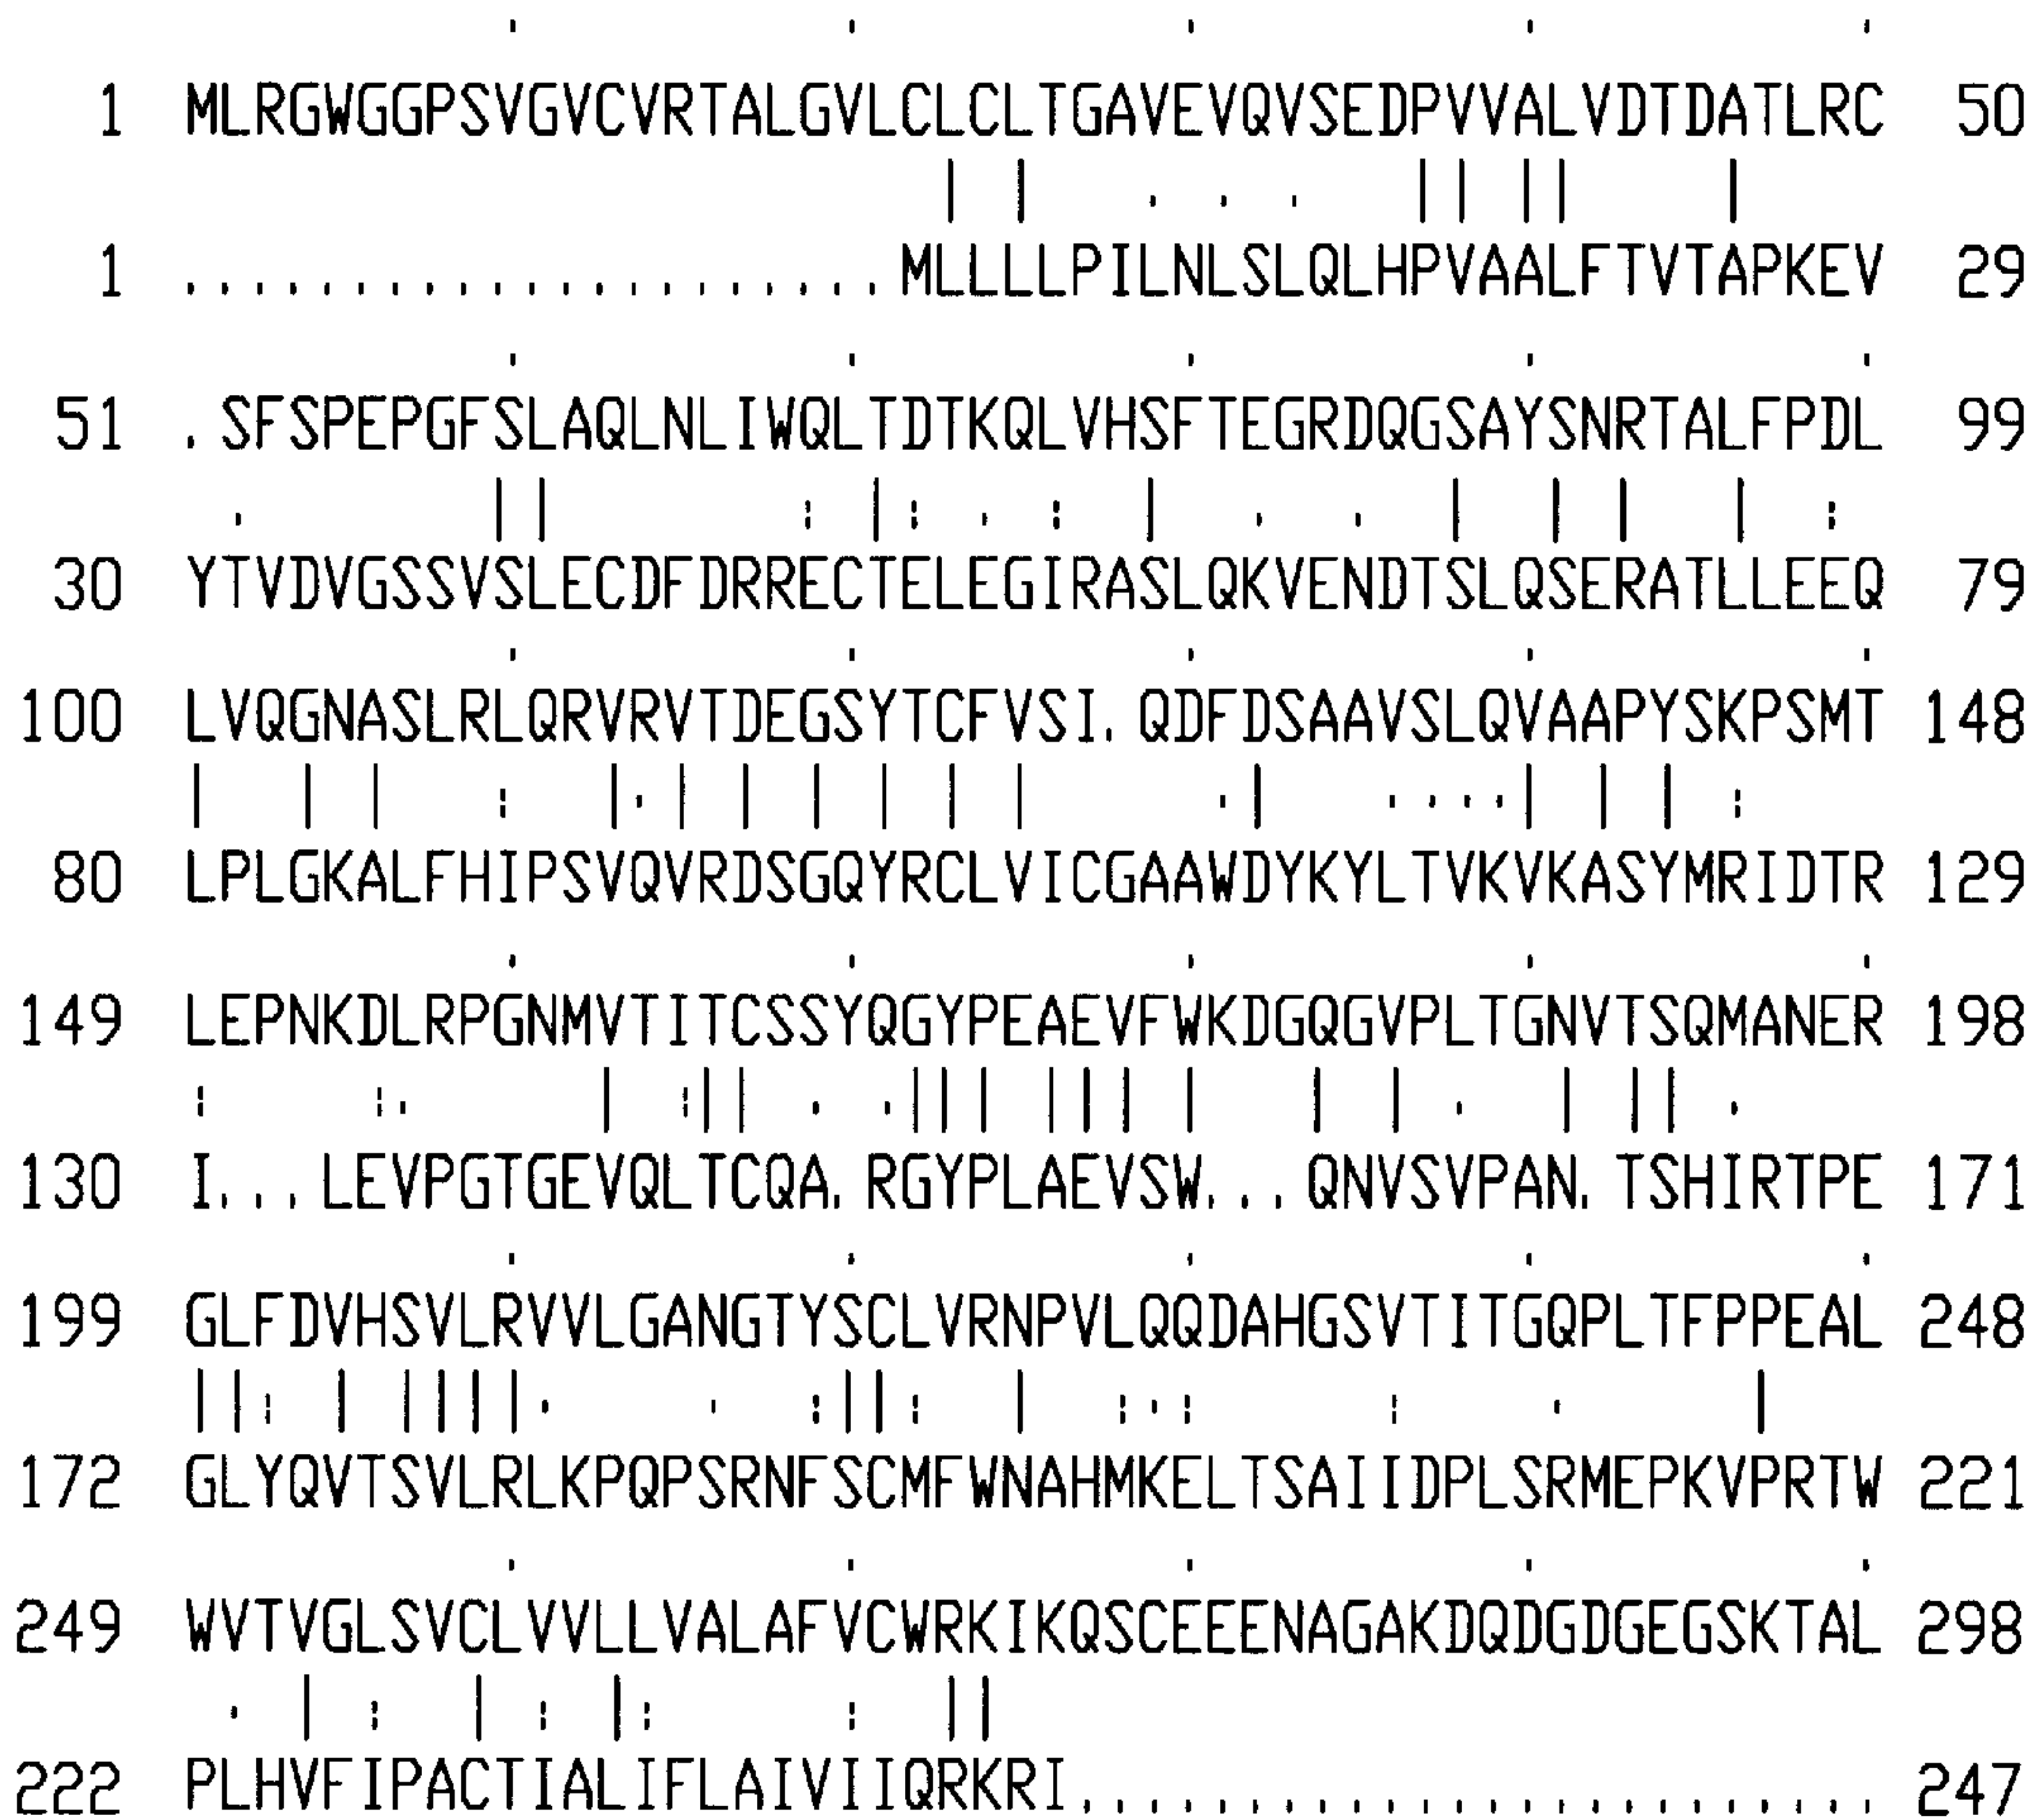 1 MLRGWGGPSVGVCVRTALGVLCLCLTGAVEVQVSEDPVVALVDTDATLRC 50
1 .....................MLLLLPILNLSLQLHPVAALFTVTAPKEV 29
51 .SFSPEPGFSLAQLNLIWQLTDTKQLVHSFTEGRDQGSAYSNRTALFPDL 99
30 YTVDVGSSVSLECDFDRRECTELEGIRASLQKVENDTSLQSERATLLEEQ 79
100 LVQGNASLRLQRVRVTDEGSYTCFVSI.QDFDSAAVSLQVAAPYSKPSMT 148
80 LPLGKALFHIPSVQVRDSGQYRCLVICGAAWDYKYLTVKVKASYMRIDTR 129
149 LEPNKDLRPGNMVTITCSSYQGYPEAEVFWKDGQGVPLTGNVTSQMANER 198
130 I...LEVPGTGEVQLTCQA.RGYPLAEVSW...QNVSVPAN.TSHIRTPE 171
199 GLFDVHSVLRVVLGANGTYSCLVRNPVLQQDAHGSVTITGQPLTFPPEAL 248
172 GLYQVTSVLRLKPQPSRNFSCMFWNAHMKELTSAIIDPLSRMEPKVPRTW 221
249 WVTVGLSVCLVVLLVALAFVCWRKIKQSCEEENAGAKDQDGDGEGSKTAL 298
222 PLHVFIPACTIALIFLAIVIIQRKRI........................ 247